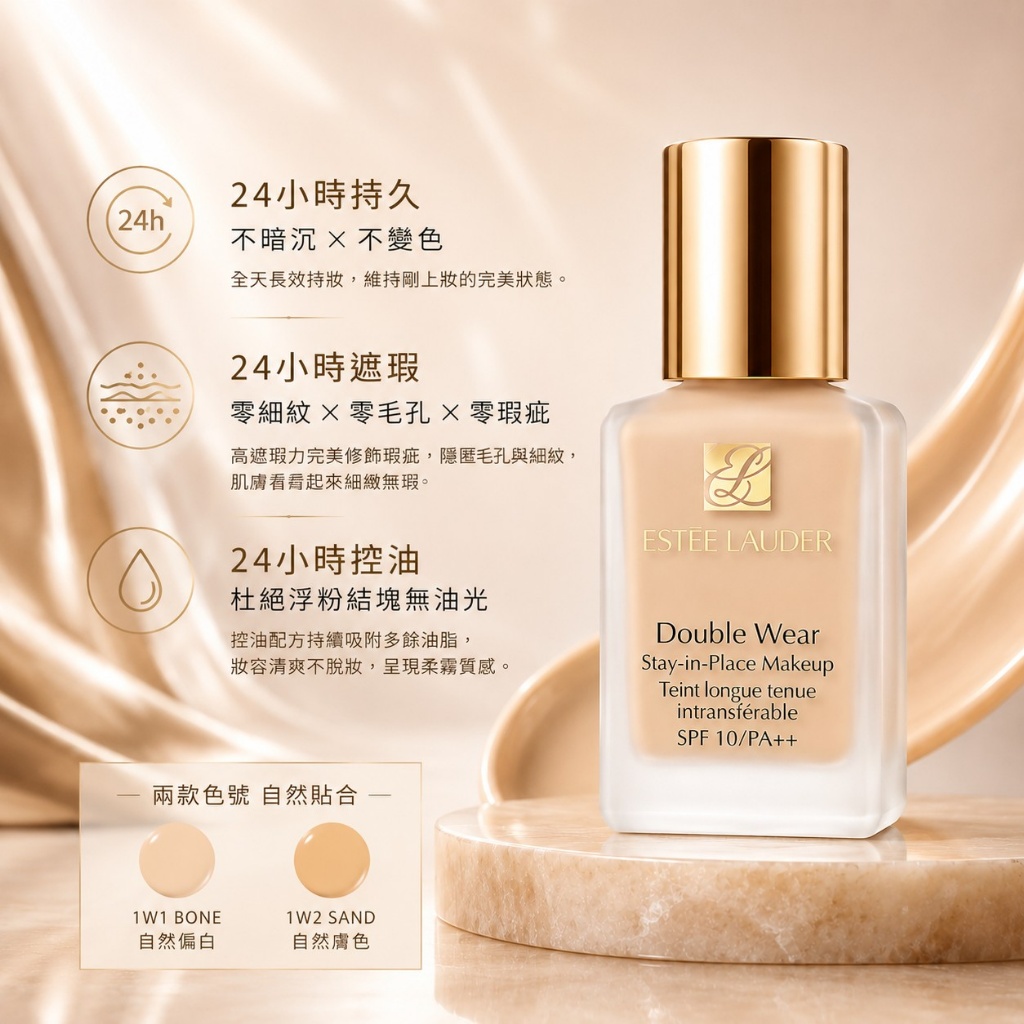 24h
24小時持久
不暗沉 × 不變色
全天長效持妝，維持剛上妝的完美狀態。
24小時遮瑕
零細紋 × 零毛孔 × 零瑕疵
高遮瑕力完美修飾瑕疵，隱匿毛孔與細紋，
肌膚看看起來細緻無瑕。
24小時控油
杜絕浮粉結塊無油光
控油配方持續吸附多餘油脂，
妝容清爽不脫妝，呈現柔霧質感。
兩款色號 自然貼合
1W1 BONE
自然偏白
1W2 SAND
自然膚色
EL
ESTĒE LAUDER
Double Wear
Stay-in-Place Makeup
Teint longue tenue
intransférable
SPF 10/PA++